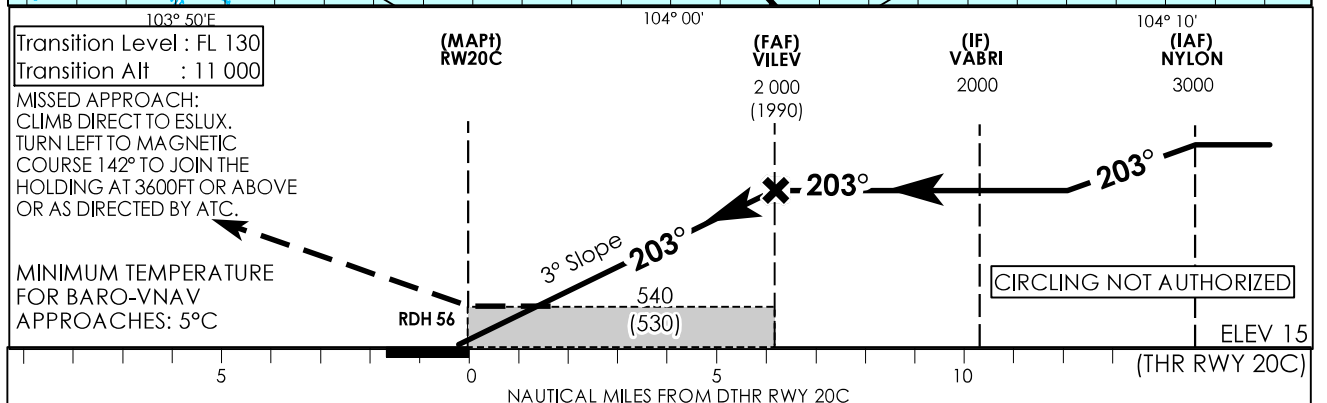 103° 50'E
104° 00'
104° 10'
Transition Level : FL 130
Transition Alt : 11 000
MISSED APPROACH:
CLIMB DIRECT TO ESLUX.
TURN LEFT TO MAGNETIC
COURSE 142° TO JOIN THE
HOLDING AT 3600FT OR ABOVE
OR AS DIRECTED BY ATC.
MINIMUM TEMPERATURE
FOR BARO-VNAV
APPROACHES: 5°C
(MAPt)
RW20C
(FAF)
VILEV
2 000
(1990)
(IF)
VABRI
2000
(IAF)
NYLON
3000
203°
203°
3° Slope
203°
540
(530)
RDH 56
CIRCLING NOT AUTHORIZED
ELEV 15
(THR RWY 20C)
5
0
5
10
NAUTICAL MILES FROM DTHR RWY 20C